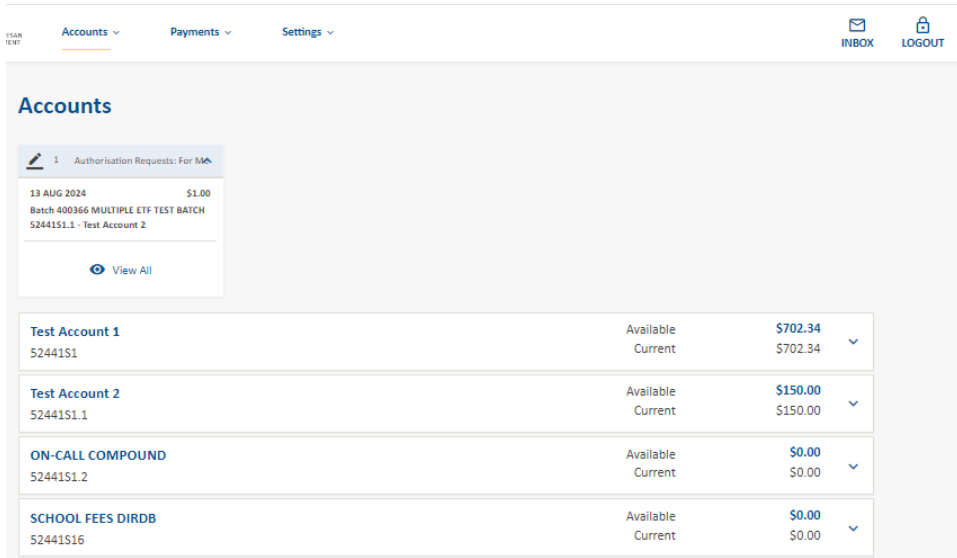 Accounts
Payments
Settings
INBOX
LOGOUT
Accounts
1 Authorisation Requests: For M
13 AUG 2024 $1.00
Batch 400366 MULTIPLE ETF TEST BATCH
52441S1.1 - Test Account 2
View All
Test Account 1 Available $702.34
52441S1 Current $702.34
Test Account 2 Available $150.00
52441S1.1 Current $150.00
ON-CALL COMPOUND Available $0.00
52441S1.2 Current $0.00
SCHOOL FEES DIRDB Available $0.00
52441S16 Current $0.00